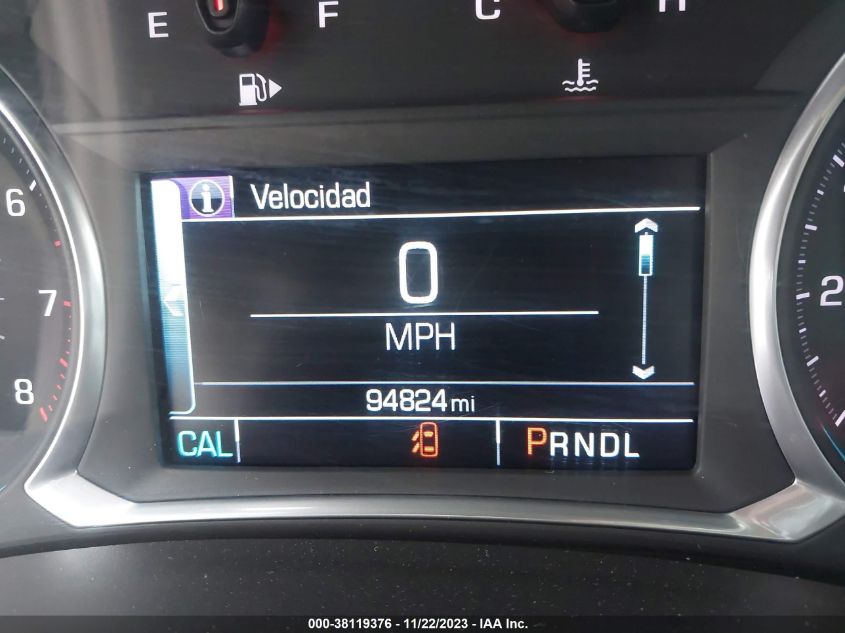 E F C H
6
7
8
2
Velocidad
0
MPH
94824 mi
CAL PRNDL
000-38119376 - 11/22/2023 - IAA Inc.